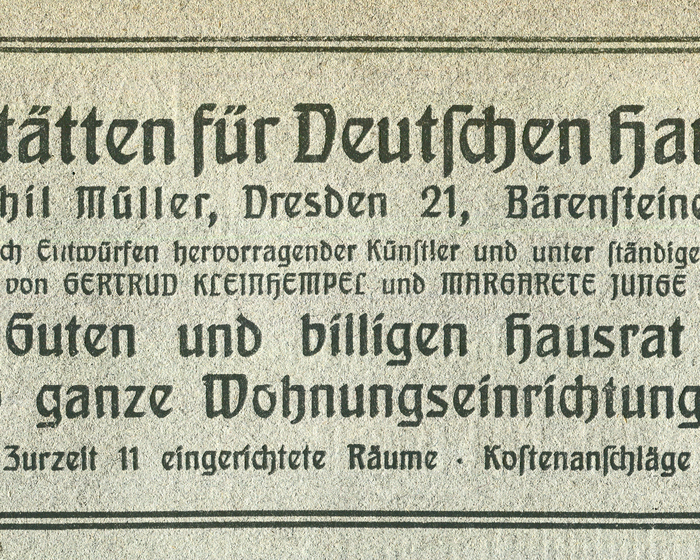 tätten für Deutſchen Ha
hil Müller, Dresden 21, Bärenſtein
ch Entwürfen hervorragender Künſtler und unter ſtändige
von GERTRUD KLEINHEMPEL und MARGARETE JUNGE
Guten und billigen Hausrat
ganze Wohnungseinrichtung
Zurzeit 11 eingerichtete Räume · Koſtenanſchläge